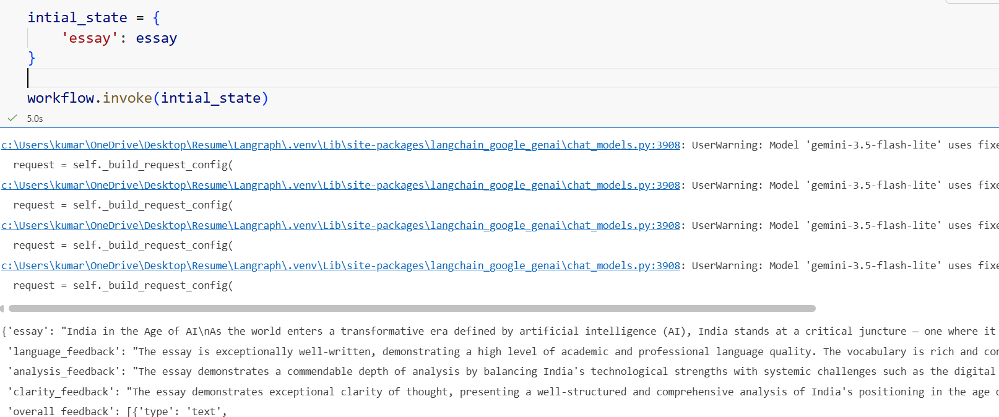 intial_state = {
    'essay': essay
}
workflow.invoke(intial_state)
5.0s
c:\Users\kumar\OneDrive\Desktop\Resume\Langraph\.venv\Lib\site-packages\langchain_google_genai\chat_models.py:3908: UserWarning: Model 'gemini-3.5-flash-lite' uses fixe
  request = self._build_request_config(
c:\Users\kumar\OneDrive\Desktop\Resume\Langraph\.venv\Lib\site-packages\langchain_google_genai\chat_models.py:3908: UserWarning: Model 'gemini-3.5-flash-lite' uses fixe
  request = self._build_request_config(
c:\Users\kumar\OneDrive\Desktop\Resume\Langraph\.venv\Lib\site-packages\langchain_google_genai\chat_models.py:3908: UserWarning: Model 'gemini-3.5-flash-lite' uses fixe
  request = self._build_request_config(
c:\Users\kumar\OneDrive\Desktop\Resume\Langraph\.venv\Lib\site-packages\langchain_google_genai\chat_models.py:3908: UserWarning: Model 'gemini-3.5-flash-lite' uses fixe
  request = self._build_request_config(
{'essay': "India in the Age of AI\nAs the world enters a transformative era defined by artificial intelligence (AI), India stands at a critical juncture — one where it
 'language_feedback': "The essay is exceptionally well-written, demonstrating a high level of academic and professional language quality. The vocabulary is rich and con
 'analysis_feedback': "The essay demonstrates a commendable depth of analysis by balancing India's technological strengths with systemic challenges such as the digital
 'clarity_feedback': "The essay demonstrates exceptional clarity of thought, presenting a well-structured and comprehensive analysis of India's positioning in the age o
 'overall_feedback': [{'type': 'text',